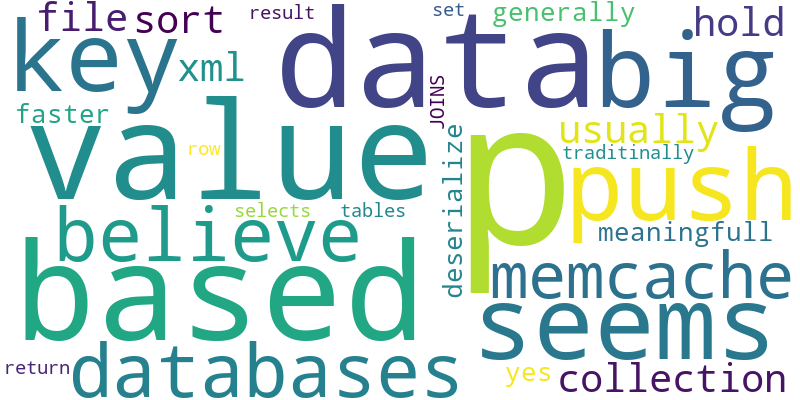 file
sort
result
set
generally
hold
key
xml
data
big
faster
JOINS
value
row
p
usually
traditinally
deserialize
push
believe
selects
tables
meaningfull
based
memcache
seems
return
databases
yes
collection